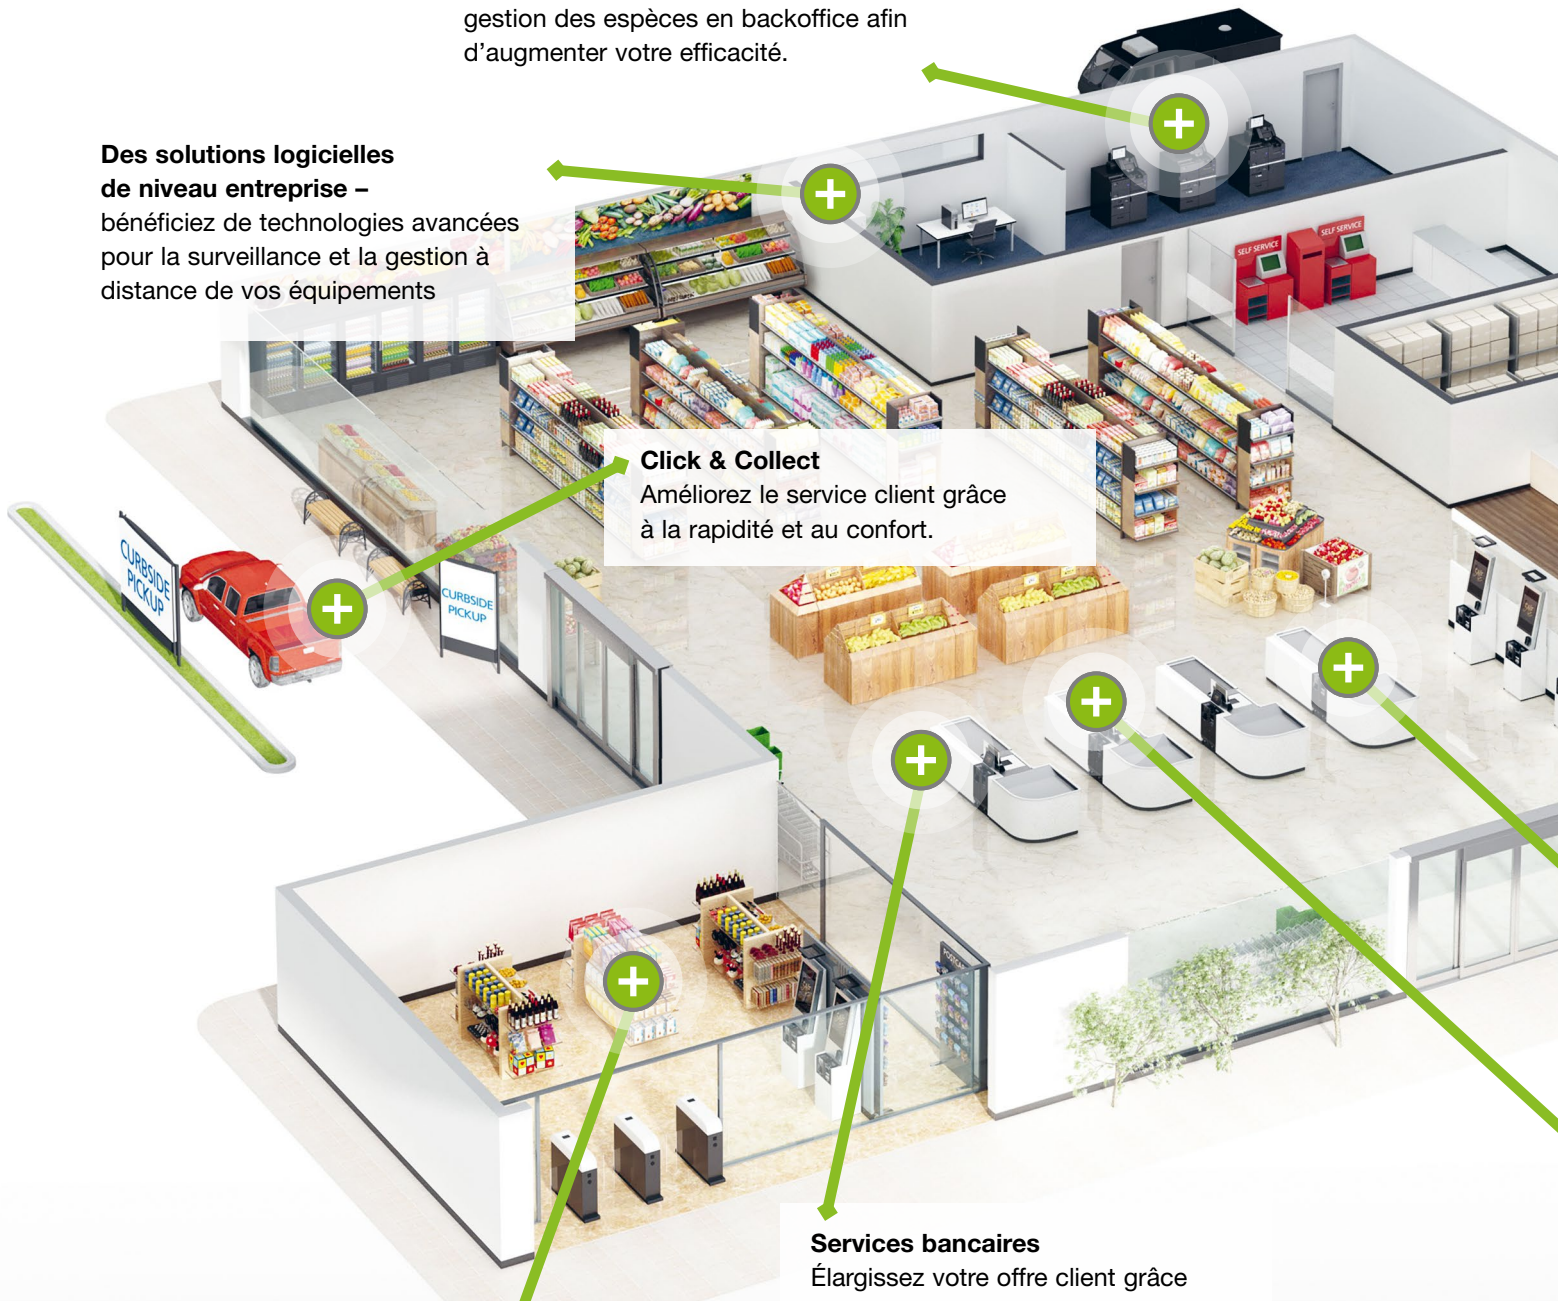 gestion des espèces en backoffice afin
d’augmenter votre efficacité.
Des solutions logicielles
de niveau entreprise –
bénéficiez de technologies avancées
pour la surveillance et la gestion à
distance de vos équipements
SELF SERVICE
SELF SERVICE
Click & Collect
Améliorez le service client grâce
à la rapidité et au confort.
CURBSIDE
PICKUP
CURBSIDE
PICKUP
Services bancaires
Élargissez votre offre client grâce